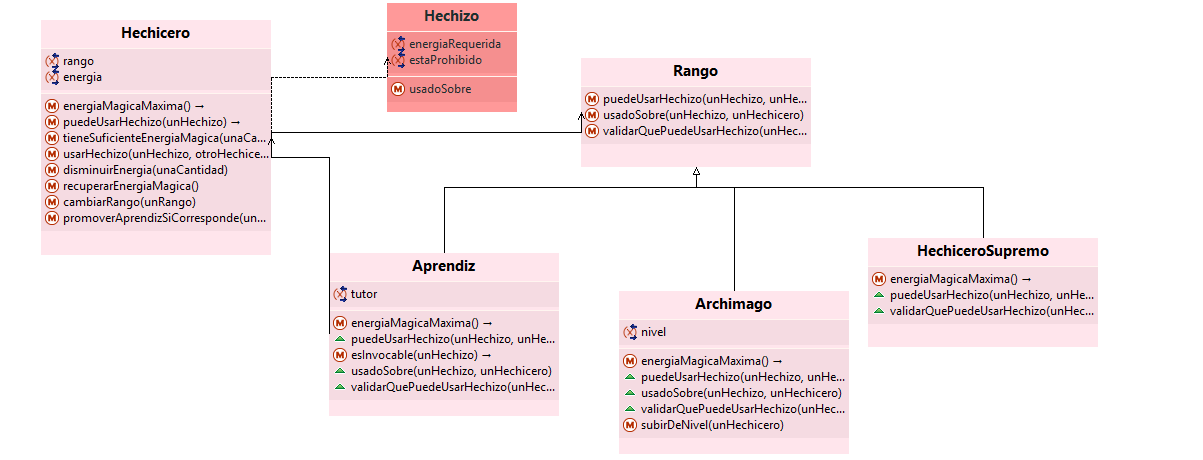 Hechicero
rango
energia
energiaMagicaMaxima() →
puedeUsarHechizo(unHechizo) →
tieneSuficienteEnergiaMagica(unaCa...
usarHechizo(unHechizo, otroHechice...
disminuirEnergia(unaCantidad)
recuperarEnergiaMagica()
cambiarRango(unRango)
promoverAprendizSiCorresponde(un...
Hechizo
energiaRequerida
estaProhibido
usadoSobre
Rango
puedeUsarHechizo(unHechizo, unHe...
usadoSobre(unHechizo, unHechicero)
validarQuePuedeUsarHechizo(unHec...
Aprendiz
tutor
energiaMagicaMaxima() →
puedeUsarHechizo(unHechizo, unHe...
esInvocable(unHechizo) →
usadoSobre(unHechizo, unHechicero)
validarQuePuedeUsarHechizo(unHec...
Archimago
nivel
energiaMagicaMaxima() →
puedeUsarHechizo(unHechizo, unHe...
usadoSobre(unHechizo, unHechicero)
validarQuePuedeUsarHechizo(unHec...
subirDeNivel(unHechicero)
HechiceroSupremo
energiaMagicaMaxima() →
puedeUsarHechizo(unHechizo, unHe...
validarQuePuedeUsarHechizo(unHec...